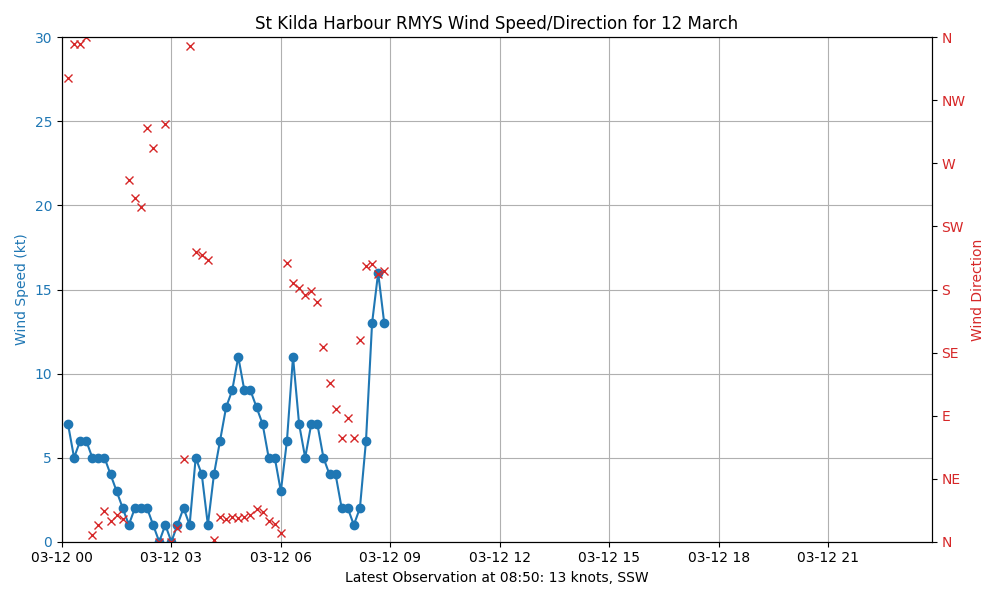 St Kilda Harbour RMYS Wind Speed/Direction for 12 March
30
25
20
15
10
5
0
Wind Speed (kt)
N
NW
W
SW
S
SE
E
NE
N
Wind Direction
03-12 00
03-12 03
03-12 06
03-12 09
03-12 12
03-12 15
03-12 18
03-12 21
Latest Observation at 08:50: 13 knots, SSW